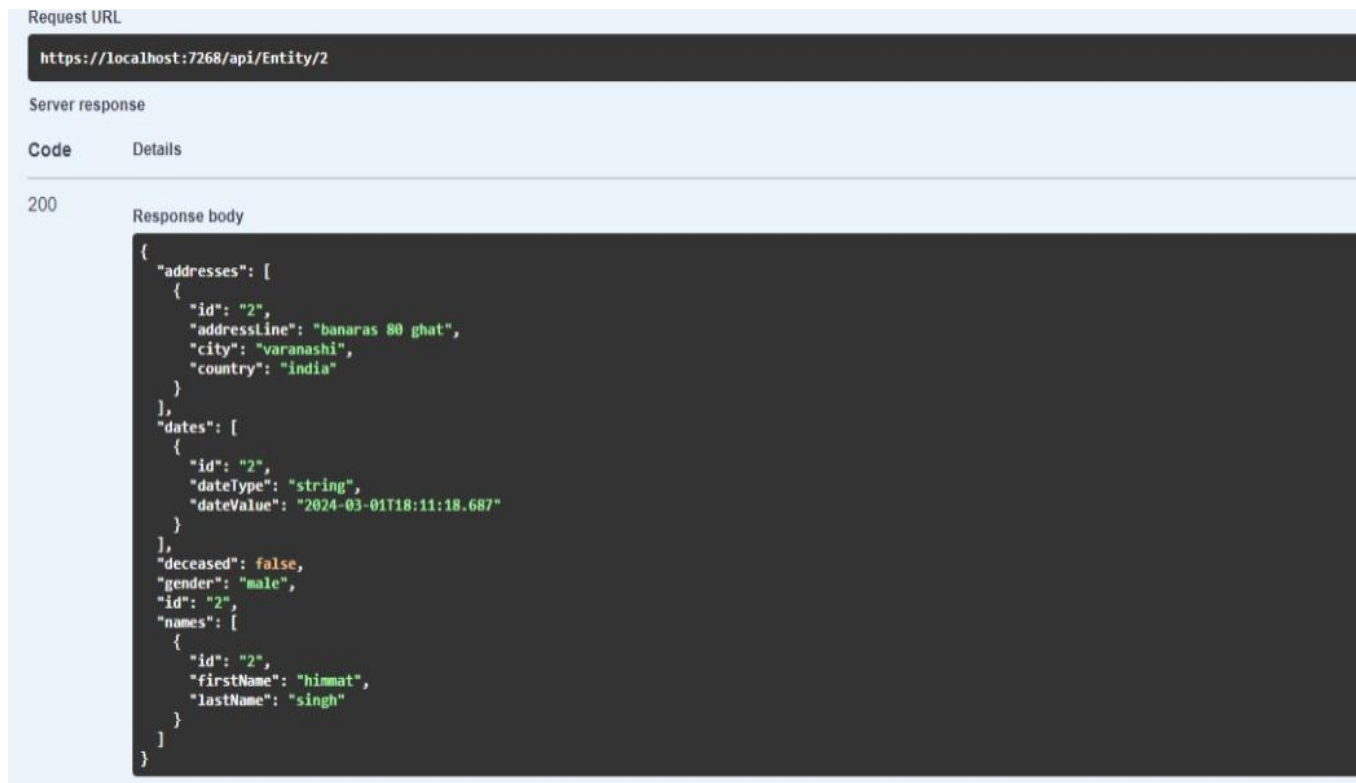 Request URL
https://localhost:7268/api/Entity/2
Server response
Code Details
200
Response body
{
"addresses": [
{
"id": "2",
"addressLine": "banaras 80 ghat",
"city": "varanashi",
"country": "india"
}
],
"dates": [
{
"id": "2",
"dateType": "string",
"dateValue": "2024-03-01T18:11:18.687"
}
],
"deceased": false,
"gender": "male",
"id": "2",
"names": [
{
"id": "2",
"firstName": "himmat",
"lastName": "singh"
}
]
}